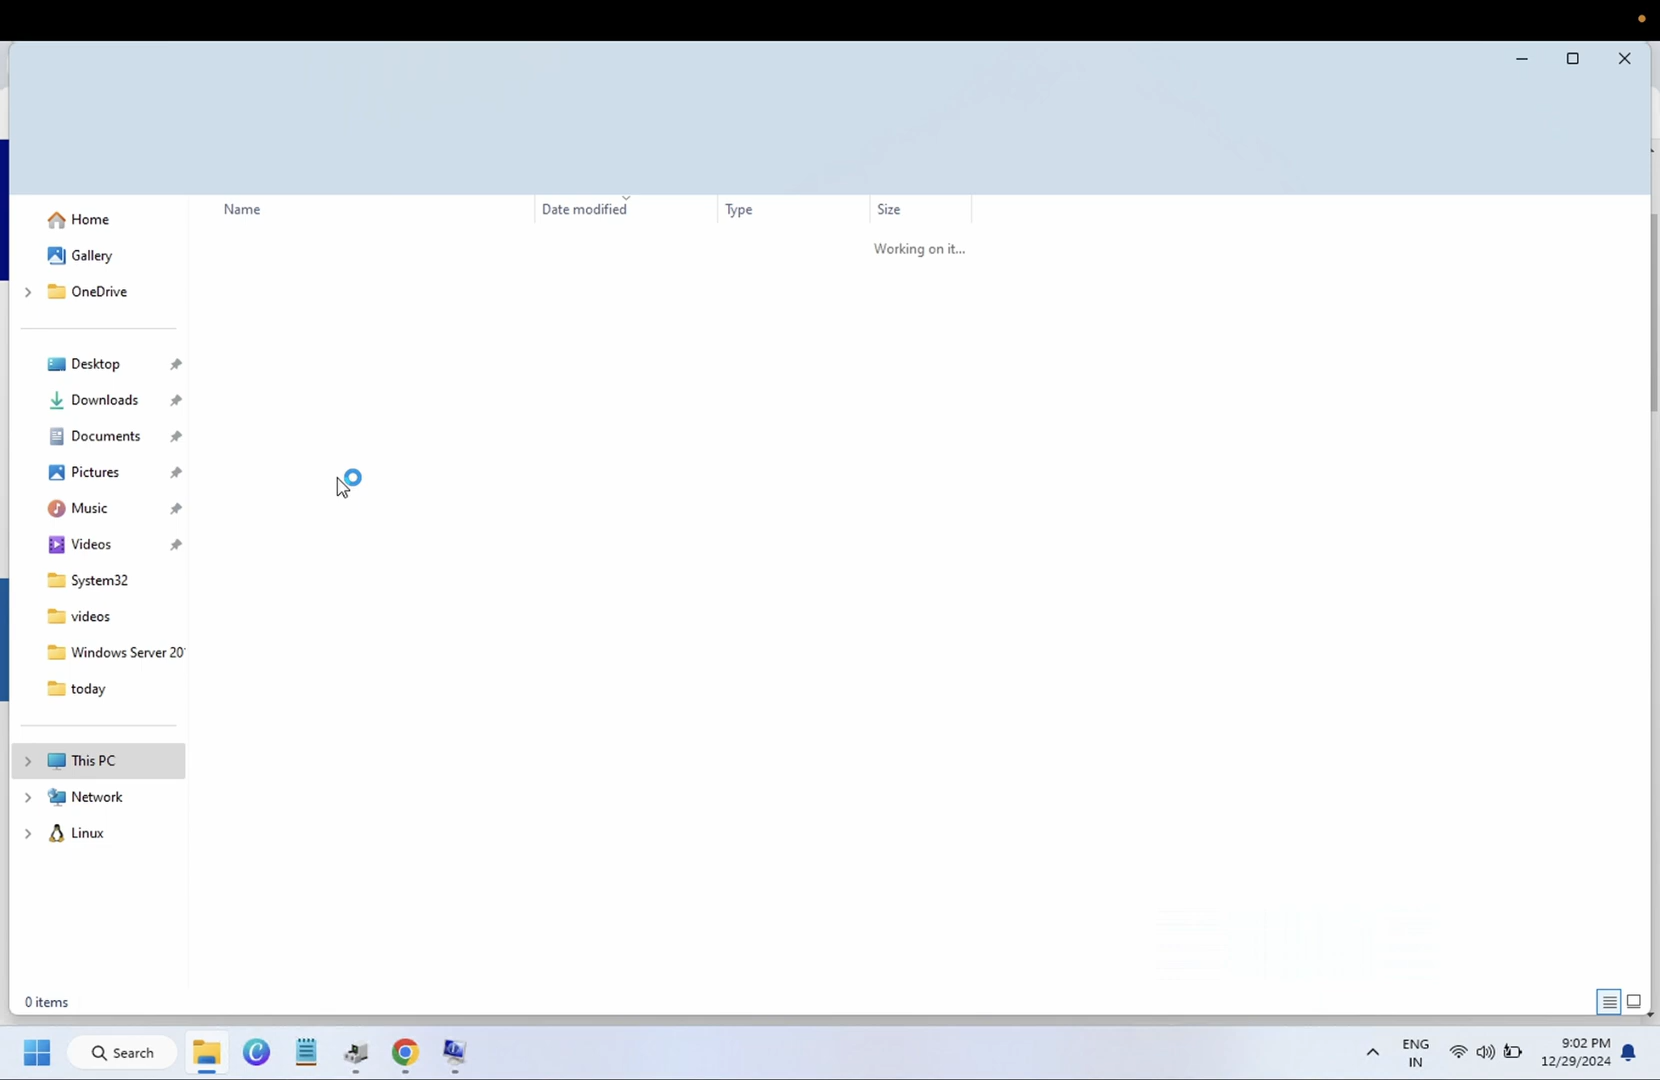 Name
Date modified
Type
Size
Working on it...
Home
Gallery
OneDrive
Desktop
Downloads
Documents
Pictures
Music
Videos
System32
videos
Windows Server 20
today
This PC
Network
Linux
0 items
Search
ENG
IN
9:02 PM
12/29/2024